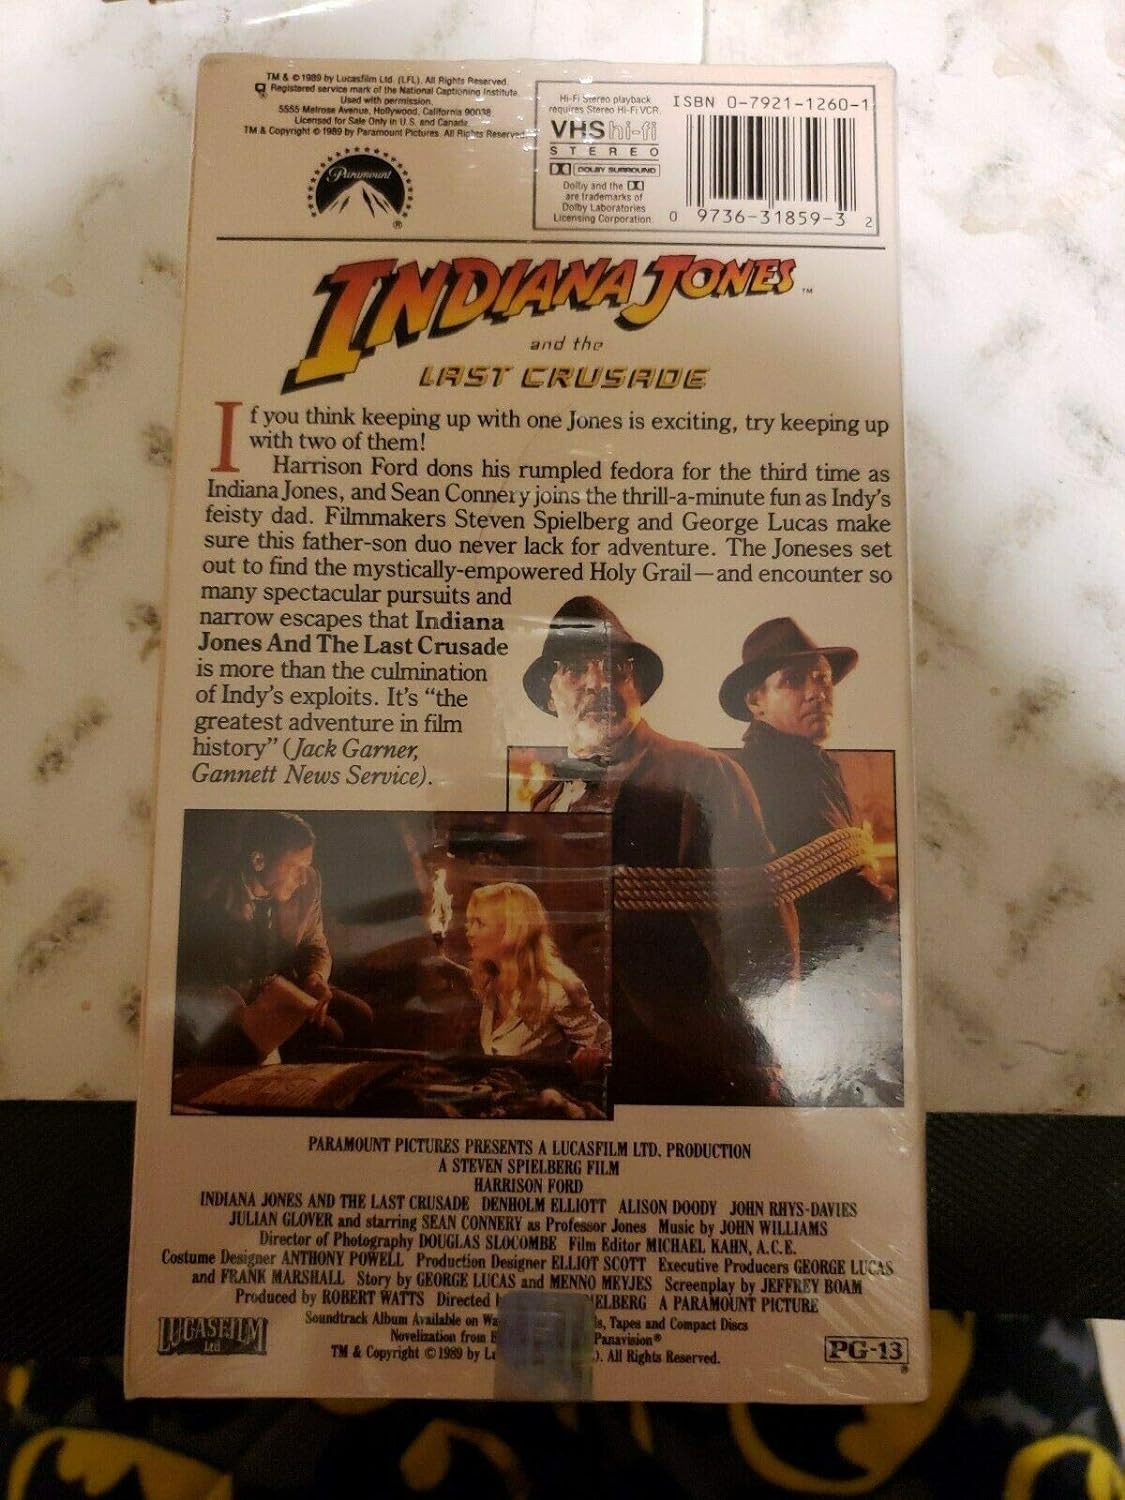 TM & © 1989 by Lucasfilm Ltd. (LFL). All Rights Reserved.
Registered service mark of the National Captioning Institute.
Used with permission.
5555 Melrose Avenue, Hollywood, California 90038
Licensed for Sale Only in U.S. and Canada.
TM & Copyright © 1989 by Paramount Pictures. All Rights Reserved
Paramount
®
Hi-Fi Stereo playback
requires Stereo Hi-Fi VCR.
VHS hi-fi
STEREO
DOLBY SURROUND
Dolby and the
are trademarks of
Dolby Laboratories
Licensing Corporation.
ISBN 0-7921-1260-1
0 9736-31859-3 2
INDIANA JONES ™
and the
LAST CRUSADE
If you think keeping up with one Jones is exciting, try keeping up
with two of them!
Harrison Ford dons his rumpled fedora for the third time as
Indiana Jones, and Sean Connery joins the thrill-a-minute fun as Indy's
feisty dad. Filmmakers Steven Spielberg and George Lucas make
sure this father-son duo never lack for adventure. The Joneses set
out to find the mystically-empowered Holy Grail—and encounter so
many spectacular pursuits and
narrow escapes that Indiana
Jones And The Last Crusade
is more than the culmination
of Indy's exploits. It's “the
greatest adventure in film
history” (Jack Garner,
Gannett News Service).
PARAMOUNT PICTURES PRESENTS A LUCASFILM LTD. PRODUCTION
A STEVEN SPIELBERG FILM
HARRISON FORD
INDIANA JONES AND THE LAST CRUSADE DENHOLM ELLIOTT ALISON DOODY JOHN RHYS-DAVIES
JULIAN GLOVER and starring SEAN CONNERY as Professor Jones Music by JOHN WILLIAMS
Director of Photography DOUGLAS SLOCOMBE Film Editor MICHAEL KAHN, A.C.E.
Costume Designer ANTHONY POWELL Production Designer ELLIOT SCOTT Executive Producers GEORGE LUCAS
and FRANK MARSHALL Story by GEORGE LUCAS and MENNO MEYJES Screenplay by JEFFREY BOAM
Produced by ROBERT WATTS Directed IELBERG A PARAMOUNT PICTURE
Soundtrack Album Available on Wa s, Tapes and Compact Discs
Novelization from Panavision®
TM & Copyright © 1989 by L ). All Rights Reserved.
LUCASFILM
Ltd
PG-13
®